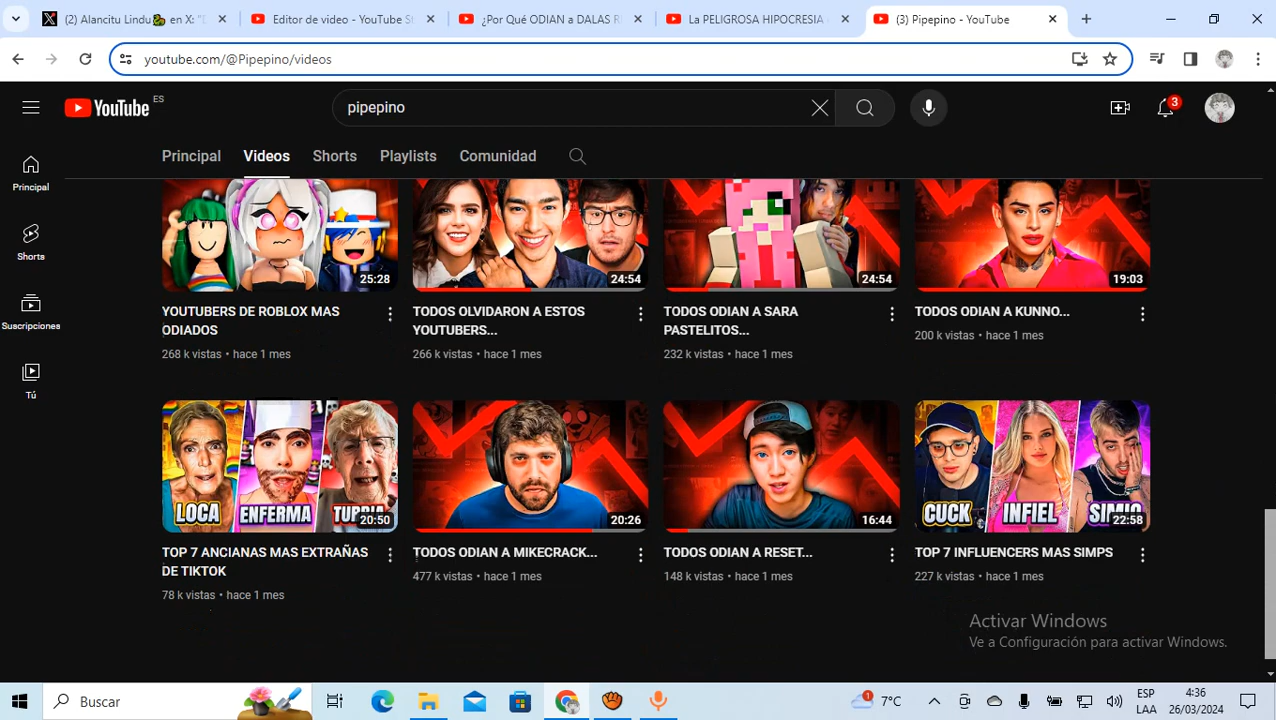 (2) Alancitu Lindu🐉 en X: "D
Editor de video - YouTube St
¿Por Qué ODIAN a DALAS R
La PELIGROSA HIPOCRESIA
(3) Pipepino - YouTube
youtube.com/@Pipepino/videos
YouTube ES
pipepino
3
Principal Videos Shorts Playlists Comunidad
Principal
Shorts
Suscripciones
Tú
25:28
24:54
24:54
19:03
YOUTUBERS DE ROBLOX MAS
ODIADOS
268 k vistas • hace 1 mes
TODOS OLVIDARON A ESTOS
YOUTUBERS...
266 k vistas • hace 1 mes
TODOS ODIAN A SARA
PASTELITOS...
232 k vistas • hace 1 mes
TODOS ODIAN A KUNNO...
200 k vistas • hace 1 mes
LOCA ENFERMA TURBIA
20:50
20:26
16:44
CUCK INFIEL SIMIO
22:58
TOP 7 ANCIANAS MAS EXTRAÑAS
DE TIKTOK
78 k vistas • hace 1 mes
TODOS ODIAN A MIKECRACK...
477 k vistas • hace 1 mes
TODOS ODIAN A RESET...
148 k vistas • hace 1 mes
TOP 7 INFLUENCERS MAS SIMPS
227 k vistas • hace 1 mes
Activar Windows
Ve a Configuración para activar Windows.
Buscar
1
7°C
ESP
LAA
4:36
26/03/2024